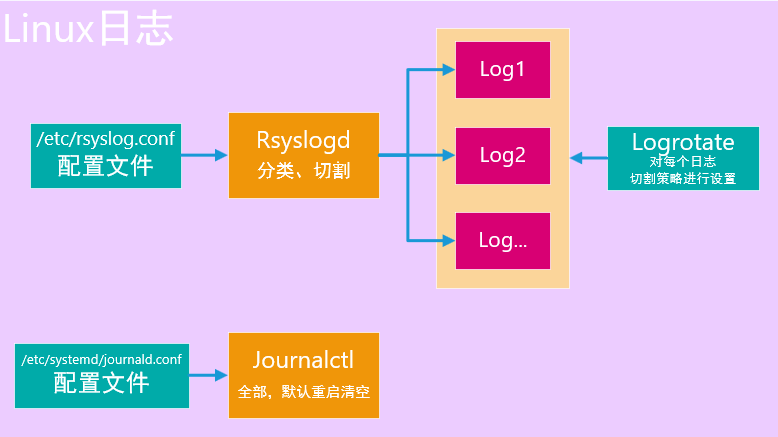 Linux日志
/etc/rsyslog.conf
配置文件
Rsyslogd
分类、切割
Log1
Log2
Log...
Logrotate
对每个日志
切割策略进行设置
/etc/systemd/journald.conf
配置文件
Journalctl
全部，默认重启清空